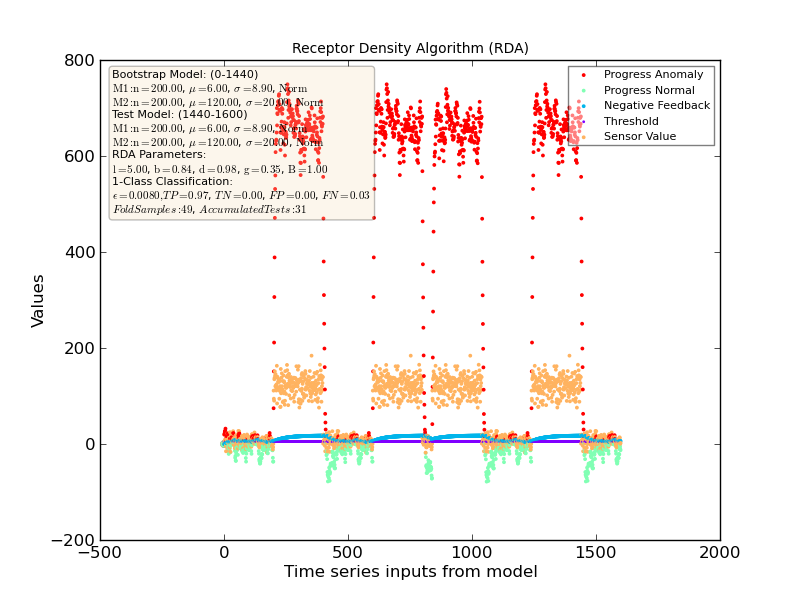 Receptor Density Algorithm (RDA)
Bootstrap Model: (0-1440)
M1:n=200.00, μ=6.00, σ=8.90, Norm
M2:n=200.00, μ=120.00, σ=20.00, Norm
Test Model: (1440-1600)
M1:n=200.00, μ=6.00, σ=8.90, Norm
M2:n=200.00, μ=120.00, σ=20.00, Norm
RDA Parameters:
l=5.00, b=0.84, d=0.98, g=0.35, B=1.00
1-Class Classification:
ϵ=0.0080,TP=0.97, TN=0.00, FP=0.00, FN=0.03
FoldSamples:49, AccumulatedTests:31
Progress Anomaly
Progress Normal
Negative Feedback
Threshold
Sensor Value
800
600
400
200
0
−200
Values
−500
0
500
1000
1500
2000
Time series inputs from model